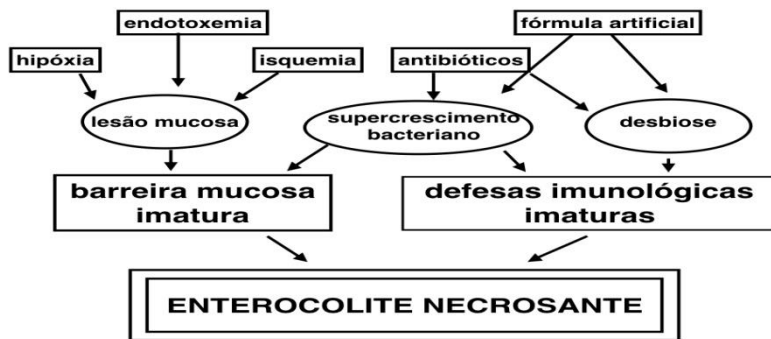 endotoxemia
fórmula artificial
hipóxia
isquemia
antibióticos
lesão mucosa
supercrescimento
bacteriano
desbiose
barreira mucosa
imatura
defesas imunológicas
imaturas
ENTEROCOLITE NECROSANTE